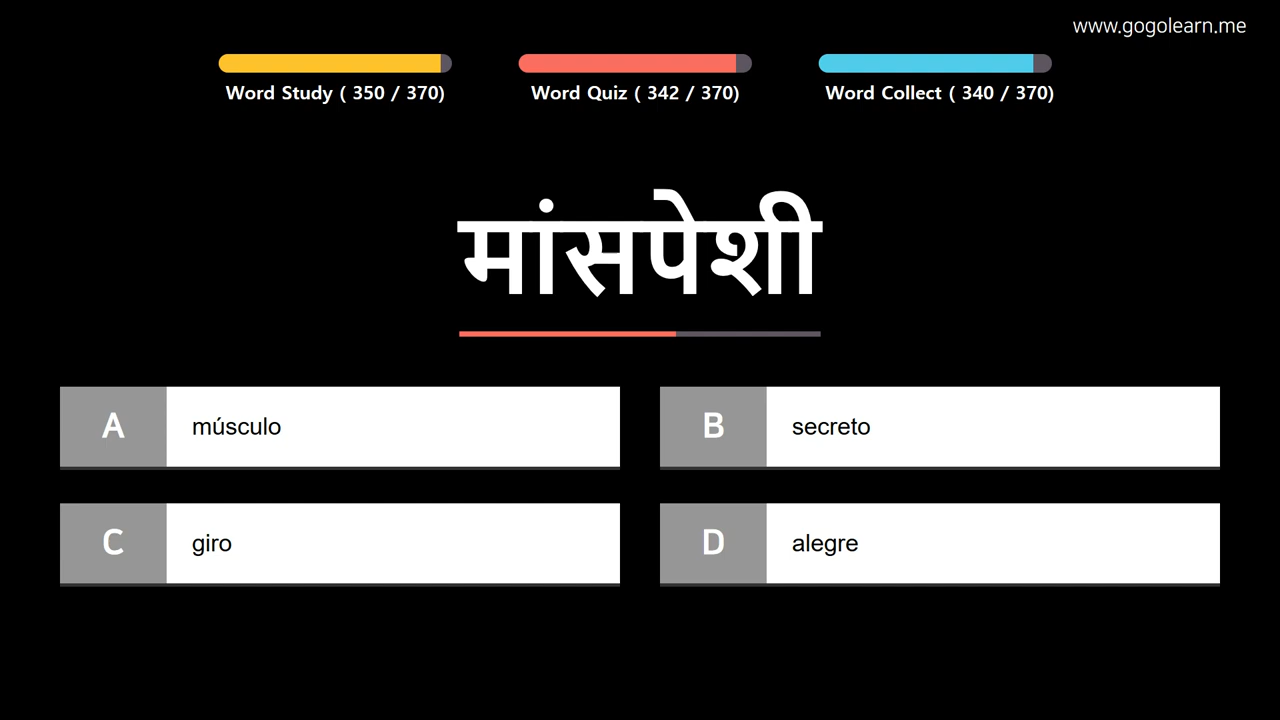 www.gogolearn.me
Word Study ( 350 / 370)
Word Quiz ( 342 / 370)
Word Collect ( 340 / 370)
मांसपेशी
A músculo
B secreto
C giro
D alegre